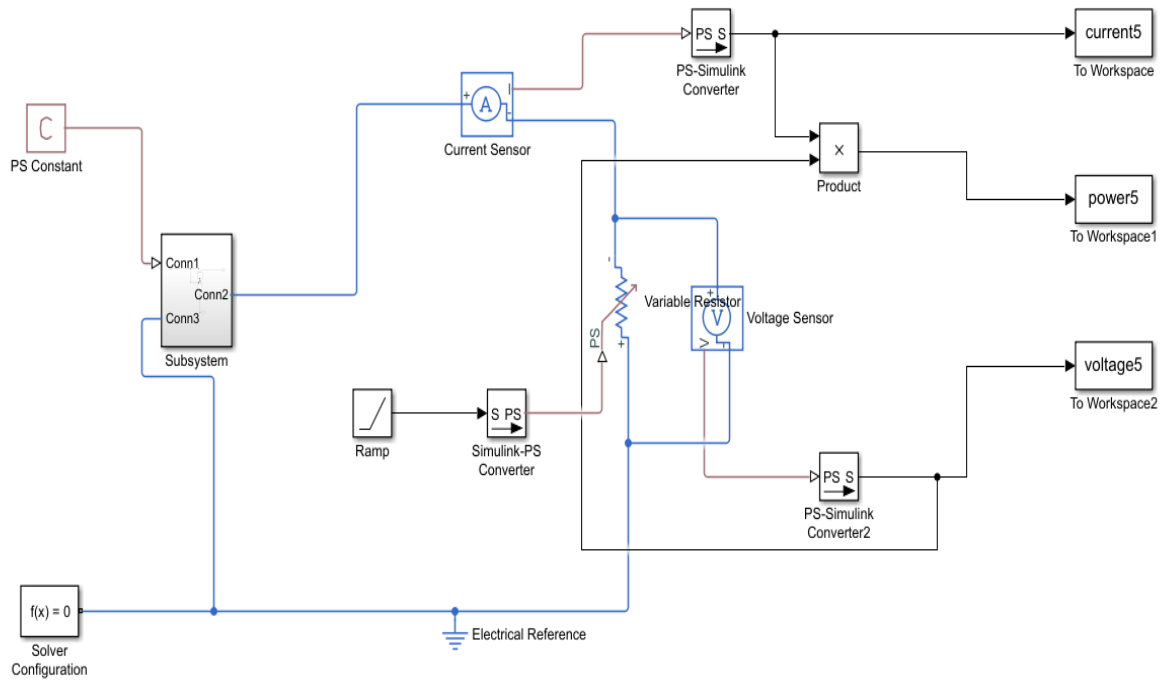 PS S
current5
PS-Simulink
Converter
To Workspace
+
I
A
-
C
Current Sensor
PS Constant
×
Product
power5
To Workspace1
Conn1
Conn2
Conn3
Subsystem
-
Variable Resistor
+
V
Voltage Sensor
PS
+
V
-
voltage5
To Workspace2
Ramp
S PS
Simulink-PS
Converter
PS S
PS-Simulink
Converter2
f(x) = 0
Electrical Reference
Solver
Configuration